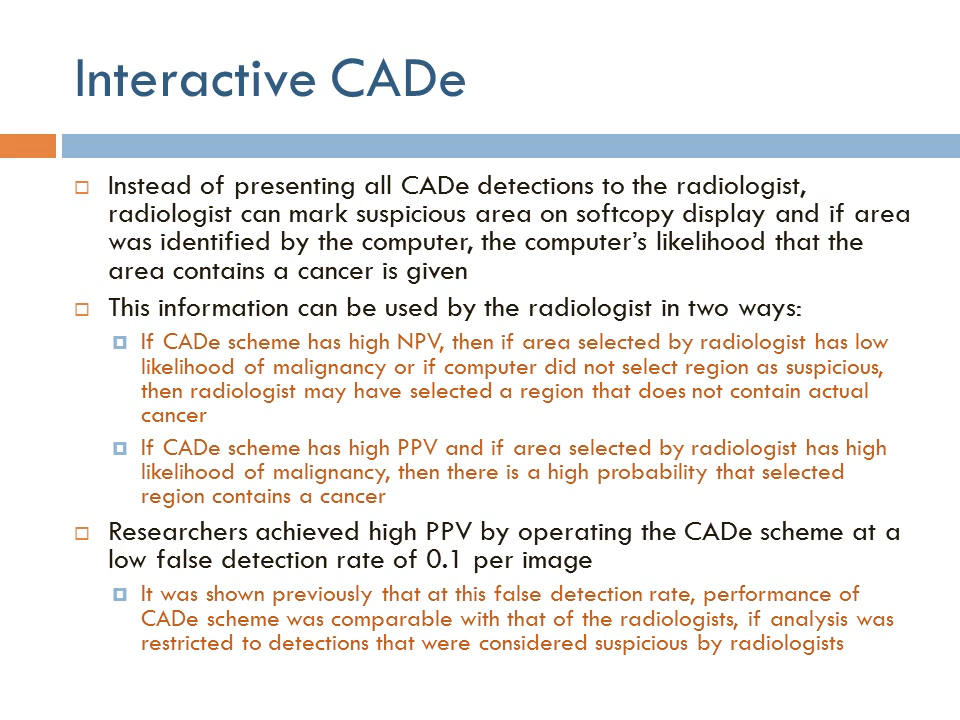 Interactive CADe
Instead of presenting all CADe detections to the radiologist,
radiologist can mark suspicious area on softcopy display and if area
was identified by the computer, the computer's likelihood that the
area contains a cancer is given
This information can be used by the radiologist in two ways:
If CADe scheme has high NPV, then if area selected by radiologist has low
likelihood of malignancy or if computer did not select region as suspicious,
then radiologist may have selected a region that does not contain actual
cancer
If CADe scheme has high PPV and if area selected by radiologist has high
likelihood of malignancy, then there is a high probability that selected
region contains a cancer
Researchers achieved high PPV by operating the CADe scheme at a
low false detection rate of 0.1 per image
It was shown previously that at this false detection rate, performance of
CADe scheme was comparable with that of the radiologists, if analysis was
restricted to detections that were considered suspicious by radiologists